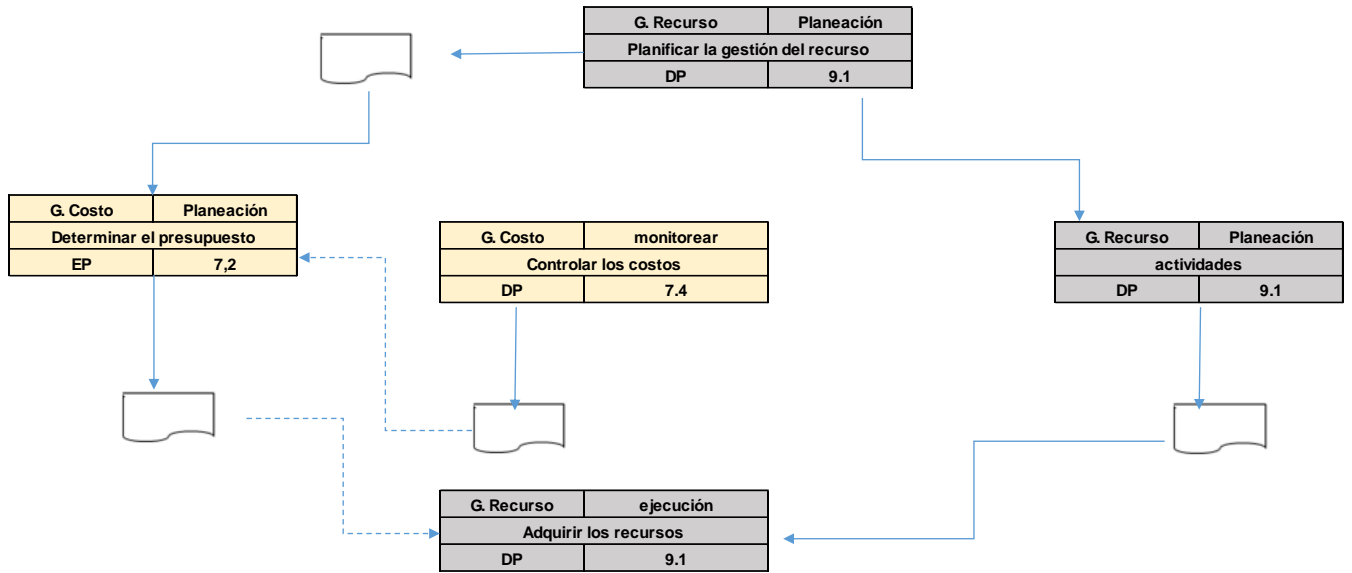 G. Recurso Planeación
Planificar la gestión del recurso
DP 9.1
G. Costo Planeación
Determinar el presupuesto
EP 7,2
G. Costo monitorear
Controlar los costos
DP 7.4
G. Recurso Planeación
actividades
DP 9.1
G. Recurso ejecución
Adquirir los recursos
DP 9.1